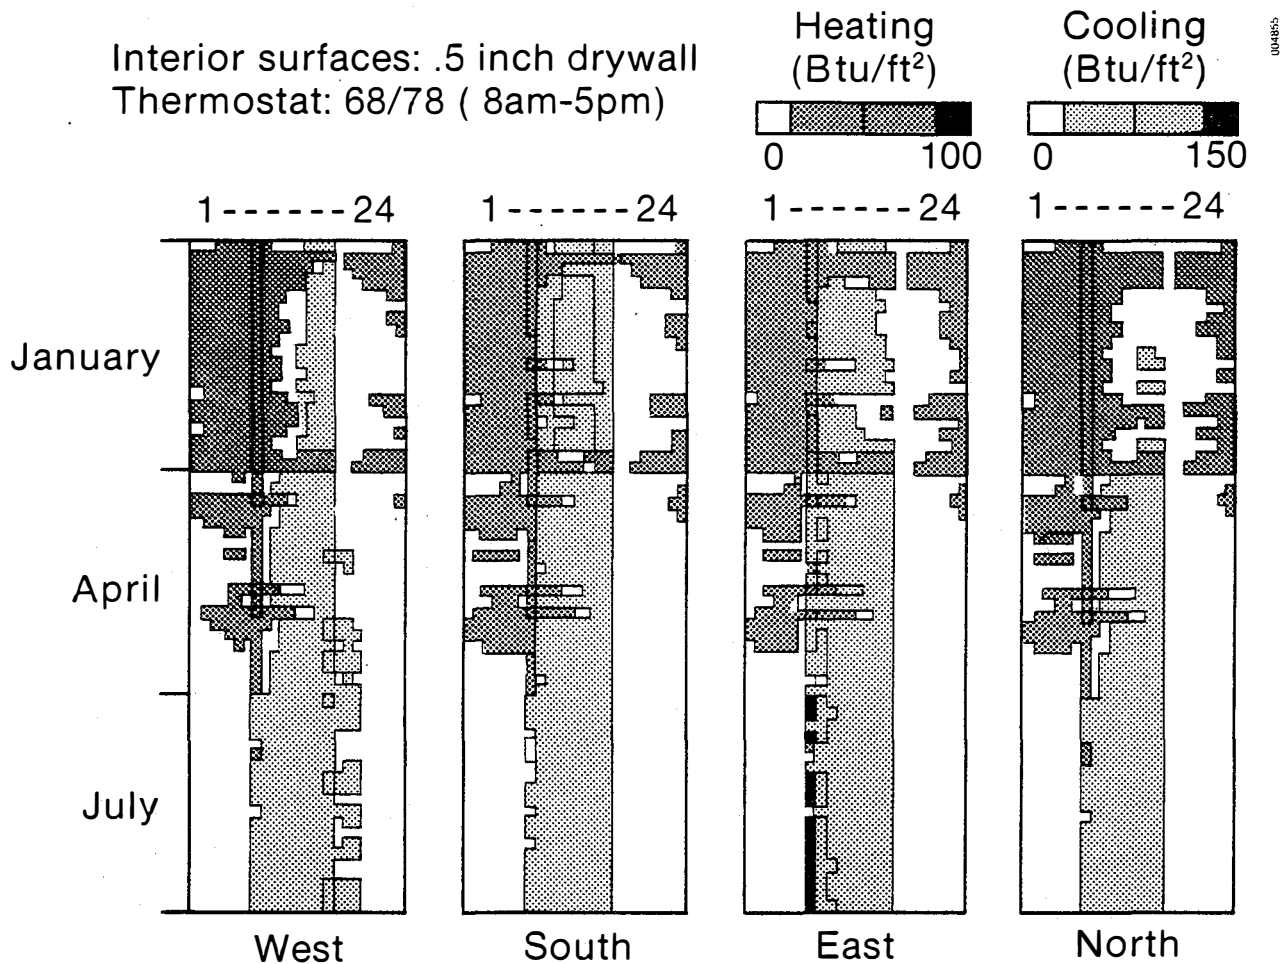 Interior surfaces: .5 inch drywall
Thermostat: 68/78 ( 8am-5pm)
Heating
(Btu/ft²)
0 100
Cooling
(Btu/ft²)
0 150
004855
1------24 1------24 1------24 1------24
January
April
July
West South East North